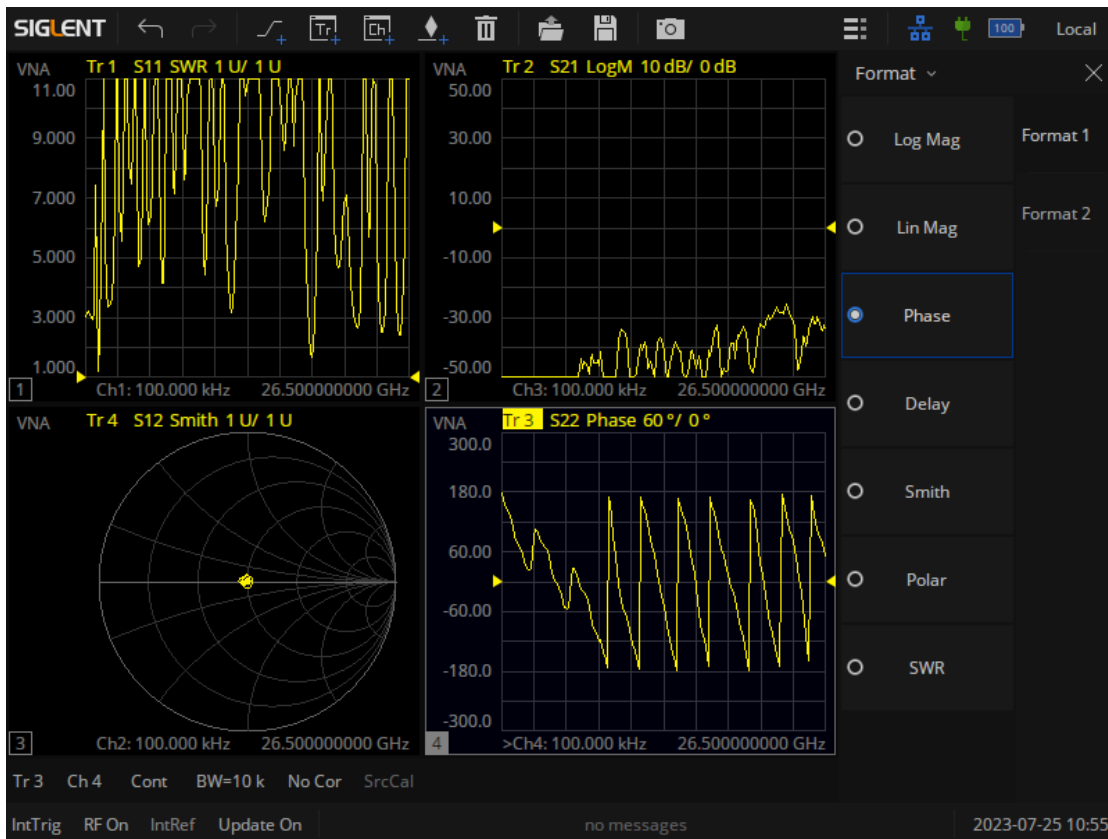 SIGLENT
Tr
Ch
100
Local
VNA
Tr 1 S11 SWR 1 U/ 1 U
11.00
9.000
7.000
5.000
3.000
1.000
1
Ch1: 100.000 kHz 26.500000000 GHz
VNA
Tr 2 S21 LogM 10 dB/ 0 dB
50.00
30.00
10.00
-10.00
-30.00
-50.00
2
Ch3: 100.000 kHz 26.500000000 GHz
VNA
Tr 4 S12 Smith 1 U/ 1 U
3
Ch2: 100.000 kHz 26.500000000 GHz
VNA
Tr 3 S22 Phase 60 °/ 0 °
300.0
180.0
60.00
-60.00
-180.0
-300.0
4
>Ch4: 100.000 kHz 26.500000000 GHz
Format
Log Mag
Lin Mag
Phase
Delay
Smith
Polar
SWR
Format 1
Format 2
Tr 3 Ch 4 Cont BW=10 k No Cor SrcCal
IntTrig RF On IntRef Update On no messages 2023-07-25 10:55